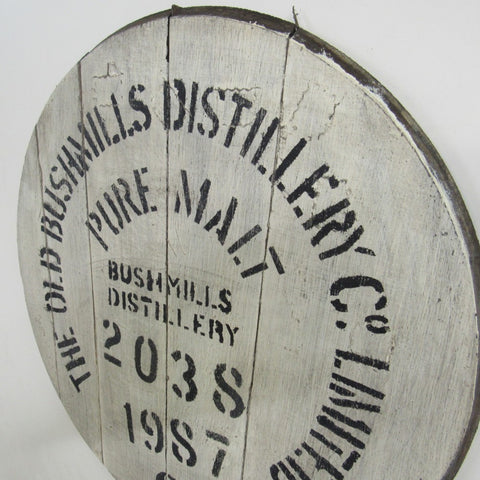 THE OLD BUSHMILLS DISTILLERY Cº. LIMITED
PURE MALT
BUSHMILLS
DISTILLERY
2038
1987